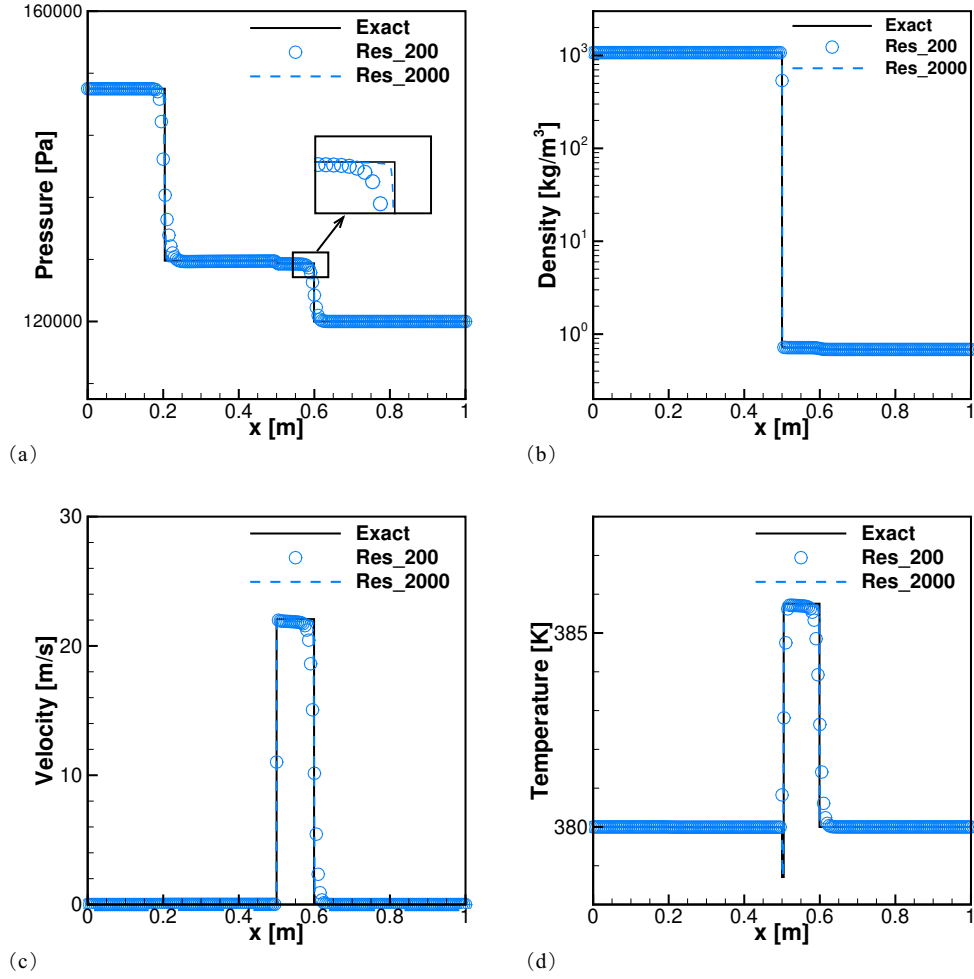 160000
120000
Pressure [Pa]
Exact
Res_200
Res_2000
0
0.2
0.4
0.6
0.8
1
x [m]
(a)
10³
10²
10¹
10⁰
Density [kg/m³]
Exact
Res_200
Res_2000
0
0.2
0.4
0.6
0.8
1
x [m]
(b)
30
20
10
0
Velocity [m/s]
Exact
Res_200
Res_2000
0
0.2
0.4
0.6
0.8
1
x [m]
(c)
385
380
Temperature [K]
Exact
Res_200
Res_2000
0
0.2
0.4
0.6
0.8
1
x [m]
(d)